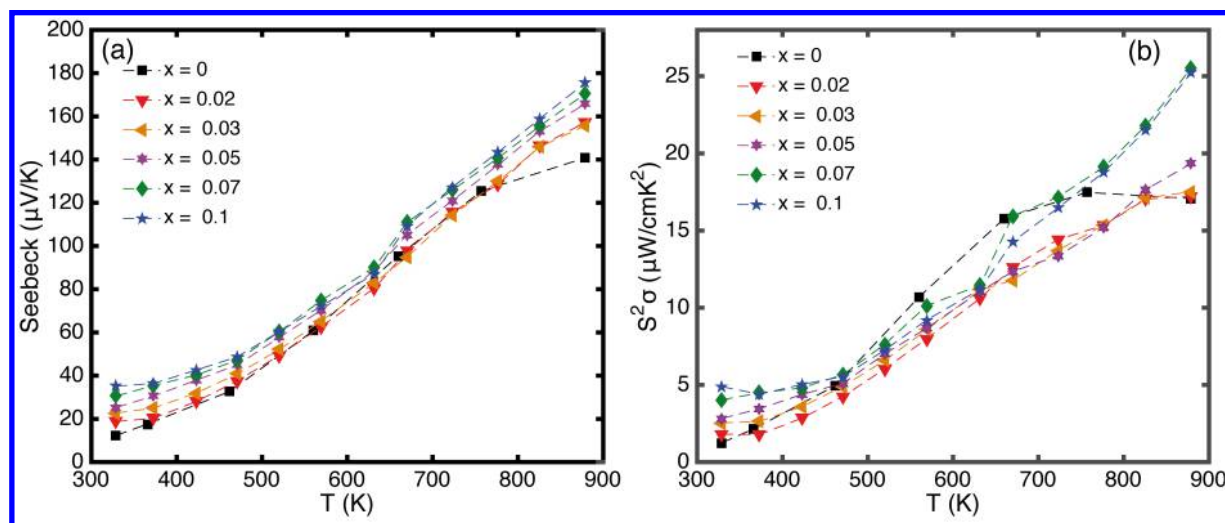 (a)
Seebeck (μV/K)
200
180
160
140
120
100
80
60
40
20
0
x = 0
x = 0.02
x = 0.03
x = 0.05
x = 0.07
x = 0.1
300 400 500 600 700 800 900
T (K)
(b)
S²σ (μW/cmK²)
25
20
15
10
5
0
x = 0
x = 0.02
x = 0.03
x = 0.05
x = 0.07
x = 0.1
300 400 500 600 700 800 900
T (K)